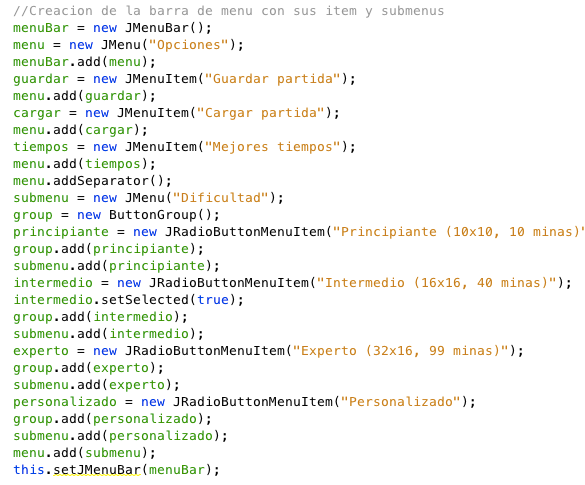 //Creacion de la barra de menu con sus item y submenus
menuBar = new JMenuBar();
menu = new JMenu("Opciones");
menuBar.add(menu);
guardar = new JMenuItem("Guardar partida");
menu.add(guardar);
cargar = new JMenuItem("Cargar partida");
menu.add(cargar);
tiempos = new JMenuItem("Mejores tiempos");
menu.add(tiempos);
menu.addSeparator();
submenu = new JMenu("Dificultad");
group = new ButtonGroup();
principiante = new JRadioButtonMenuItem("Principiante (10x10, 10 minas)"
group.add(principiante);
submenu.add(principiante);
intermedio = new JRadioButtonMenuItem("Intermedio (16x16, 40 minas)");
intermedio.setSelected(true);
group.add(intermedio);
submenu.add(intermedio);
experto = new JRadioButtonMenuItem("Experto (32x16, 99 minas)");
group.add(experto);
submenu.add(experto);
personalizado = new JRadioButtonMenuItem("Personalizado");
group.add(personalizado);
submenu.add(personalizado);
menu.add(submenu);
this.setJMenuBar(menuBar);